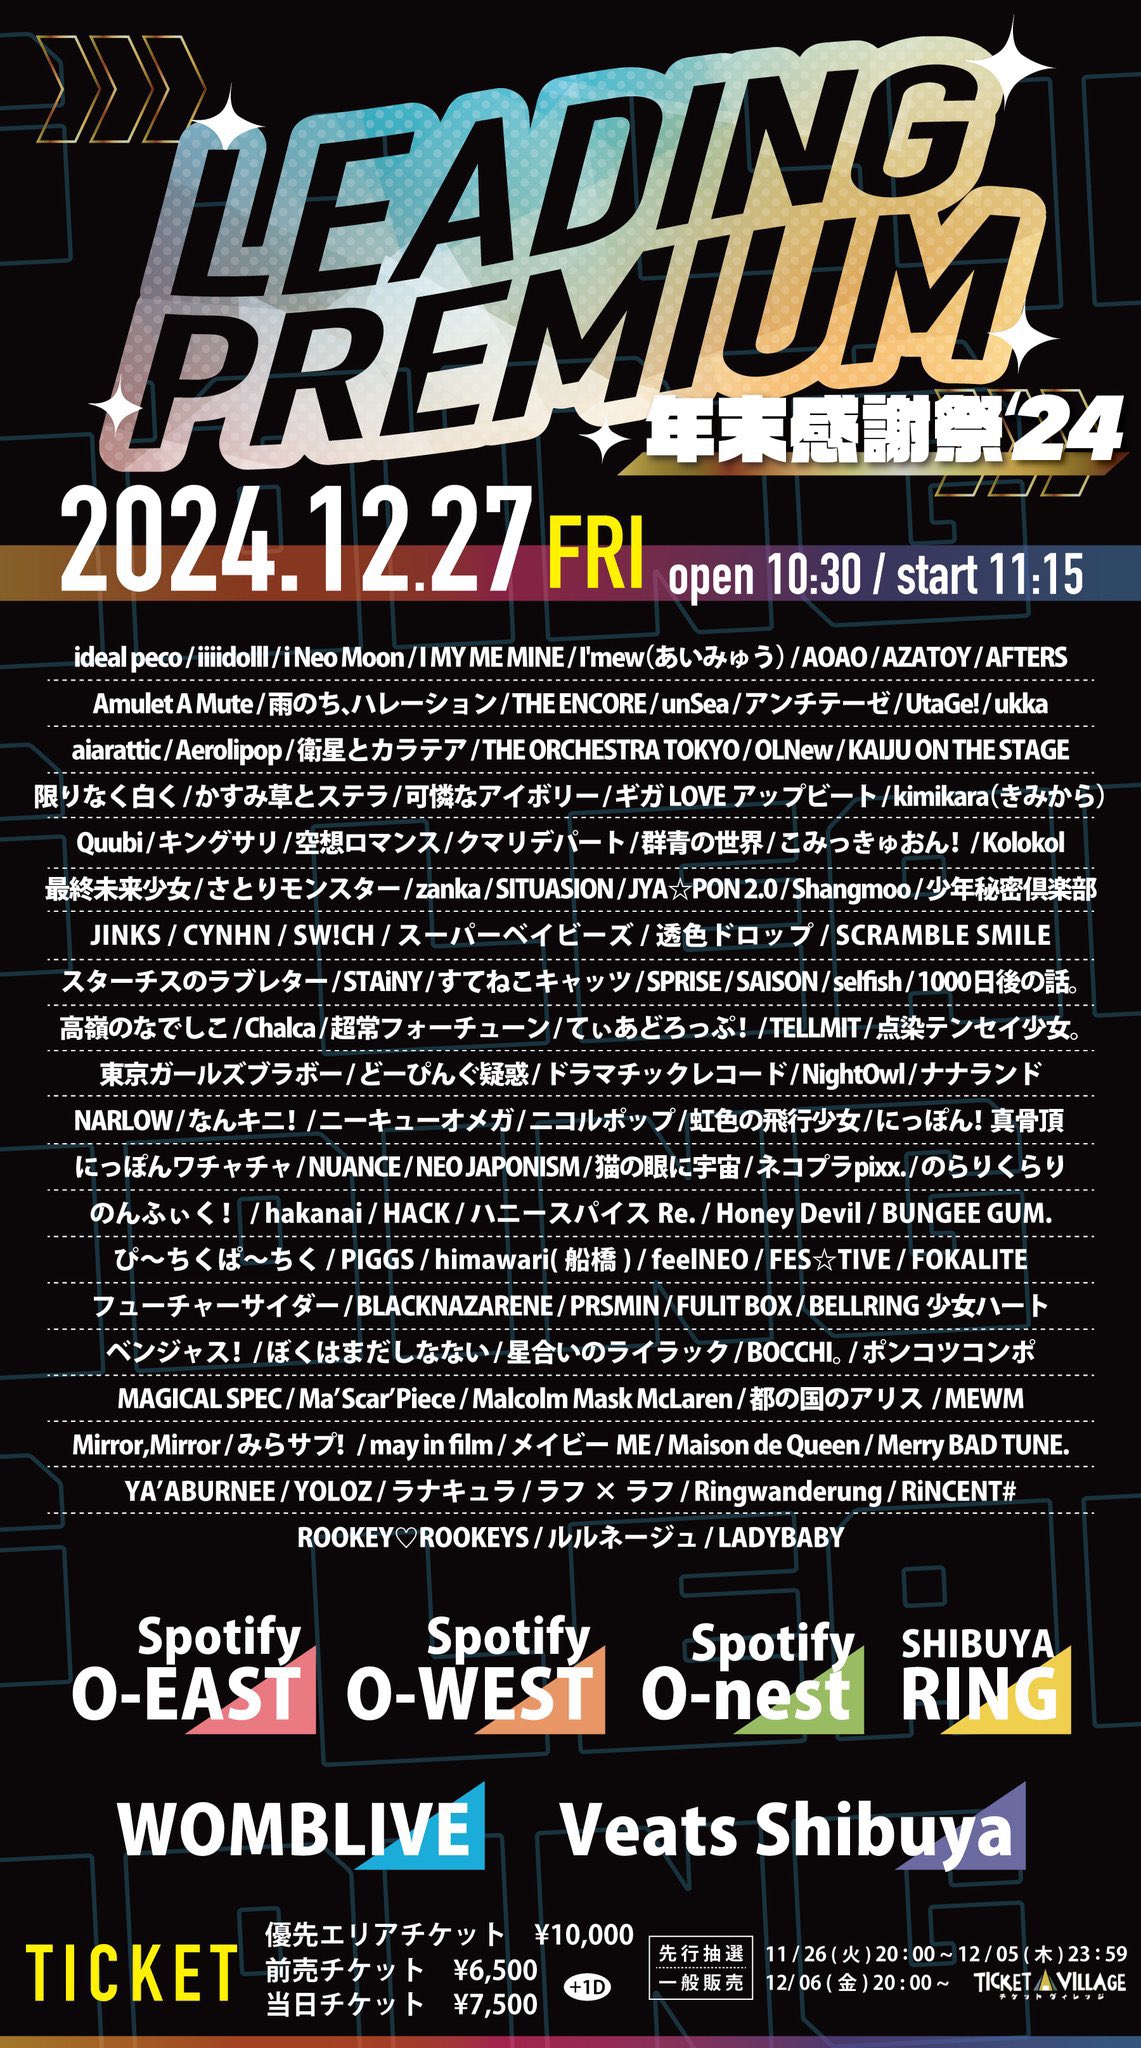 LEADING
PREMIUM
年末感謝祭'24
2024.12.27 FRI open 10:30 / start 11:15
ideal peco / iiiiidolll / i Neo Moon / I MY ME MINE / I'mew(あいみゅう) / AOAO / AZATOY / AFTERS
Amulet A Mute / 雨のち、ハレーション / THE ENCORE / unSea / アンチテーゼ / UtaGe! / ukka
aiarattic / Aerolipop / 衛星とカラテア / THE ORCHESTRA TOKYO / OLNew / KAIJU ON THE STAGE
限りなく白く / かすみ草とステラ / 可憐なアイボリー / ギガ LOVE アップビート / kimikara(きみから)
Quubi / キングサリ / 空想ロマンス / クマリデパート / 群青の世界 / こみっきゅおん! / Kolokol
最終未来少女 / さとりモンスター / zanka / SITUASION / JYA☆PON 2.0 / Shangmoo / 少年秘密倶楽部
JINKS / CYNHN / SW!CH / スーパーベイビーズ / 透色ドロップ / SCRAMBLE SMILE
スターチスのラブレター / STAiNY / すてねこキャッツ / SPRISE / SAISON / selfish / 1000日後の話。
高嶺のなでしこ / Chalca / 超常フォーチューン / てぃあどろっぷ! / TELLMIT / 点染テンセイ少女。
東京ガールズブラボー / どーぴんぐ疑惑 / ドラマチックレコード / NightOwl / ナナランド
NARLOW / なんキニ! / ニーキューオメガ / ニコルポップ / 虹色の飛行少女 / にっぽん! 真骨頂
にっぽんワチャチャ / NUANCE / NEO JAPONISM / 猫の眼に宇宙 / ネコプラpixx. / のらりくらり
のんふぃく! / hakanai / HACK / ハニースパイス Re. / Honey Devil / BUNGEE GUM.
ぴ～ちくぱ～ちく / PIGGS / himawari( 船橋 ) / feelNEO / FES☆TIVE / FOKALITE
フューチャーサイダー / BLACKNAZARENE / PRSMIN / FULIT BOX / BELLRING 少女ハート
ベンジャス! / ぼくはまだしなない / 星合いのライラック / BOCCHI。 / ポンコツコンポ
MAGICAL SPEC / Ma'Scar'Piece / Malcolm Mask McLaren / 都の国のアリス / MEWM
Mirror,Mirror / みらサプ! / may in film / メイビー ME / Maison de Queen / Merry BAD TUNE.
YA'ABURNEE / YOLOZ / ラナキュラ / ラフ × ラフ / Ringwanderung / RiNCENT#
ROOKEY♡ROOKEYS / ルルネージュ / LADYBABY
Spotify
O-EAST
Spotify
O-WEST
Spotify
O-nest
SHIBUYA
RING
WOMBLIVE
Veats Shibuya
TICKET
優先エリアチケット ¥10,000
前売チケット ¥6,500
当日チケット ¥7,500
+1D
先行抽選 11/26(火)20:00～12/05(木)23:59
一般販売 12/06(金)20:00～
TICKET VILLAGE
チケットヴィレッジ